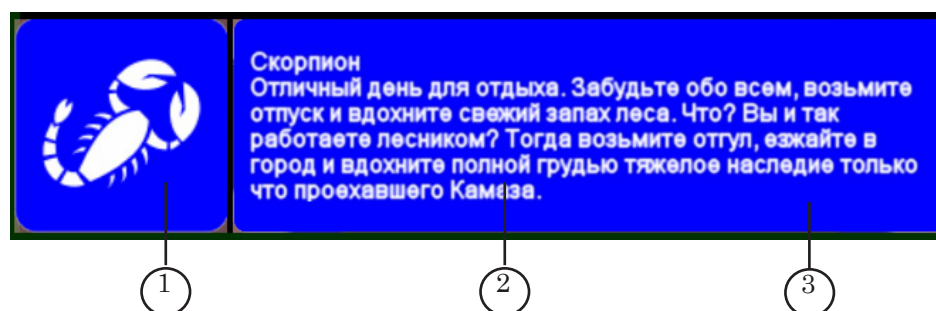 Скорпион
Отличный день для отдыха. Забудьте обо всем, возьмите
отпуск и вдохните свежий запах леса. Что? Вы и так
работаете лесником? Тогда возьмите отгул, езжайте в
город и вдохните полной грудью тяжелое наследие только
что проехавшего Камаза.
1
2
3